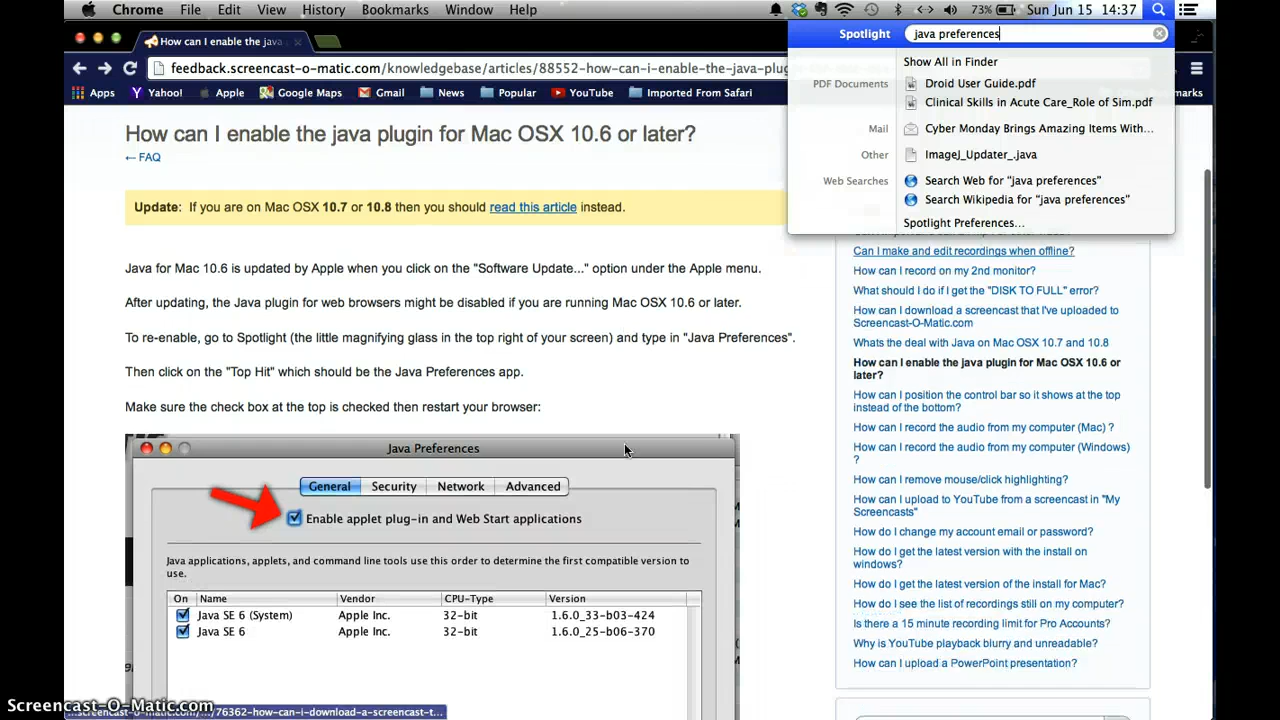 Chrome File Edit View History Bookmarks Window Help 73% Sun Jun 15 14:37
Spotlight java preferences
Show All in Finder
PDF Documents Droid User Guide.pdf
Clinical Skills in Acute Care_Role of Sim.pdf
Mail Cyber Monday Brings Amazing Items With...
Other ImageJ_Updater_.java
Web Searches Search Web for "java preferences"
Search Wikipedia for "java preferences"
Spotlight Preferences...
How can I enable the java
feedback.screencast-o-matic.com/knowledgebase/articles/88552-how-can-i-enable-the-java-plug
Apps Yahoo! Apple Google Maps Gmail News Popular YouTube Imported From Safari
How can I enable the java plugin for Mac OSX 10.6 or later?
← FAQ
Update: If you are on Mac OSX 10.7 or 10.8 then you should read this article instead.
Java for Mac 10.6 is updated by Apple when you click on the "Software Update..." option under the Apple menu.
After updating, the Java plugin for web browsers might be disabled if you are running Mac OSX 10.6 or later.
To re-enable, go to Spotlight (the little magnifying glass in the top right of your screen) and type in "Java Preferences".
Then click on the "Top Hit" which should be the Java Preferences app.
Make sure the check box at the top is checked then restart your browser:
Java Preferences
General Security Network Advanced
Enable applet plug-in and Web Start applications
Java applications, applets, and command line tools use this order to determine the first compatible version to
use.
On Name Vendor CPU-Type Version
Java SE 6 (System) Apple Inc. 32-bit 1.6.0_33-b03-424
Java SE 6 Apple Inc. 32-bit 1.6.0_25-b06-370
Can I make and edit recordings when offline?
How can I record on my 2nd monitor?
What should I do if I get the "DISK TO FULL" error?
How can I download a screencast that I've uploaded to
Screencast-O-Matic.com
Whats the deal with Java on Mac OSX 10.7 and 10.8
How can I enable the java plugin for Mac OSX 10.6 or
later?
How can I position the control bar so it shows at the top
instead of the bottom?
How can I record the audio from my computer (Mac) ?
How can I record the audio from my computer (Windows)
?
How can I remove mouse/click highlighting?
How can I upload to YouTube from a screencast in "My
Screencasts"
How do I change my account email or password?
How do I get the latest version with the install on
windows?
How do I get the latest version of the install for Mac?
How do I see the list of recordings still on my computer?
Is there a 15 minute recording limit for Pro Accounts?
Why is YouTube playback blurry and unreadable?
How can I upload a PowerPoint presentation?
Screencast-O-Matic.com
/76362-how-can-i-download-a-screencast-t...